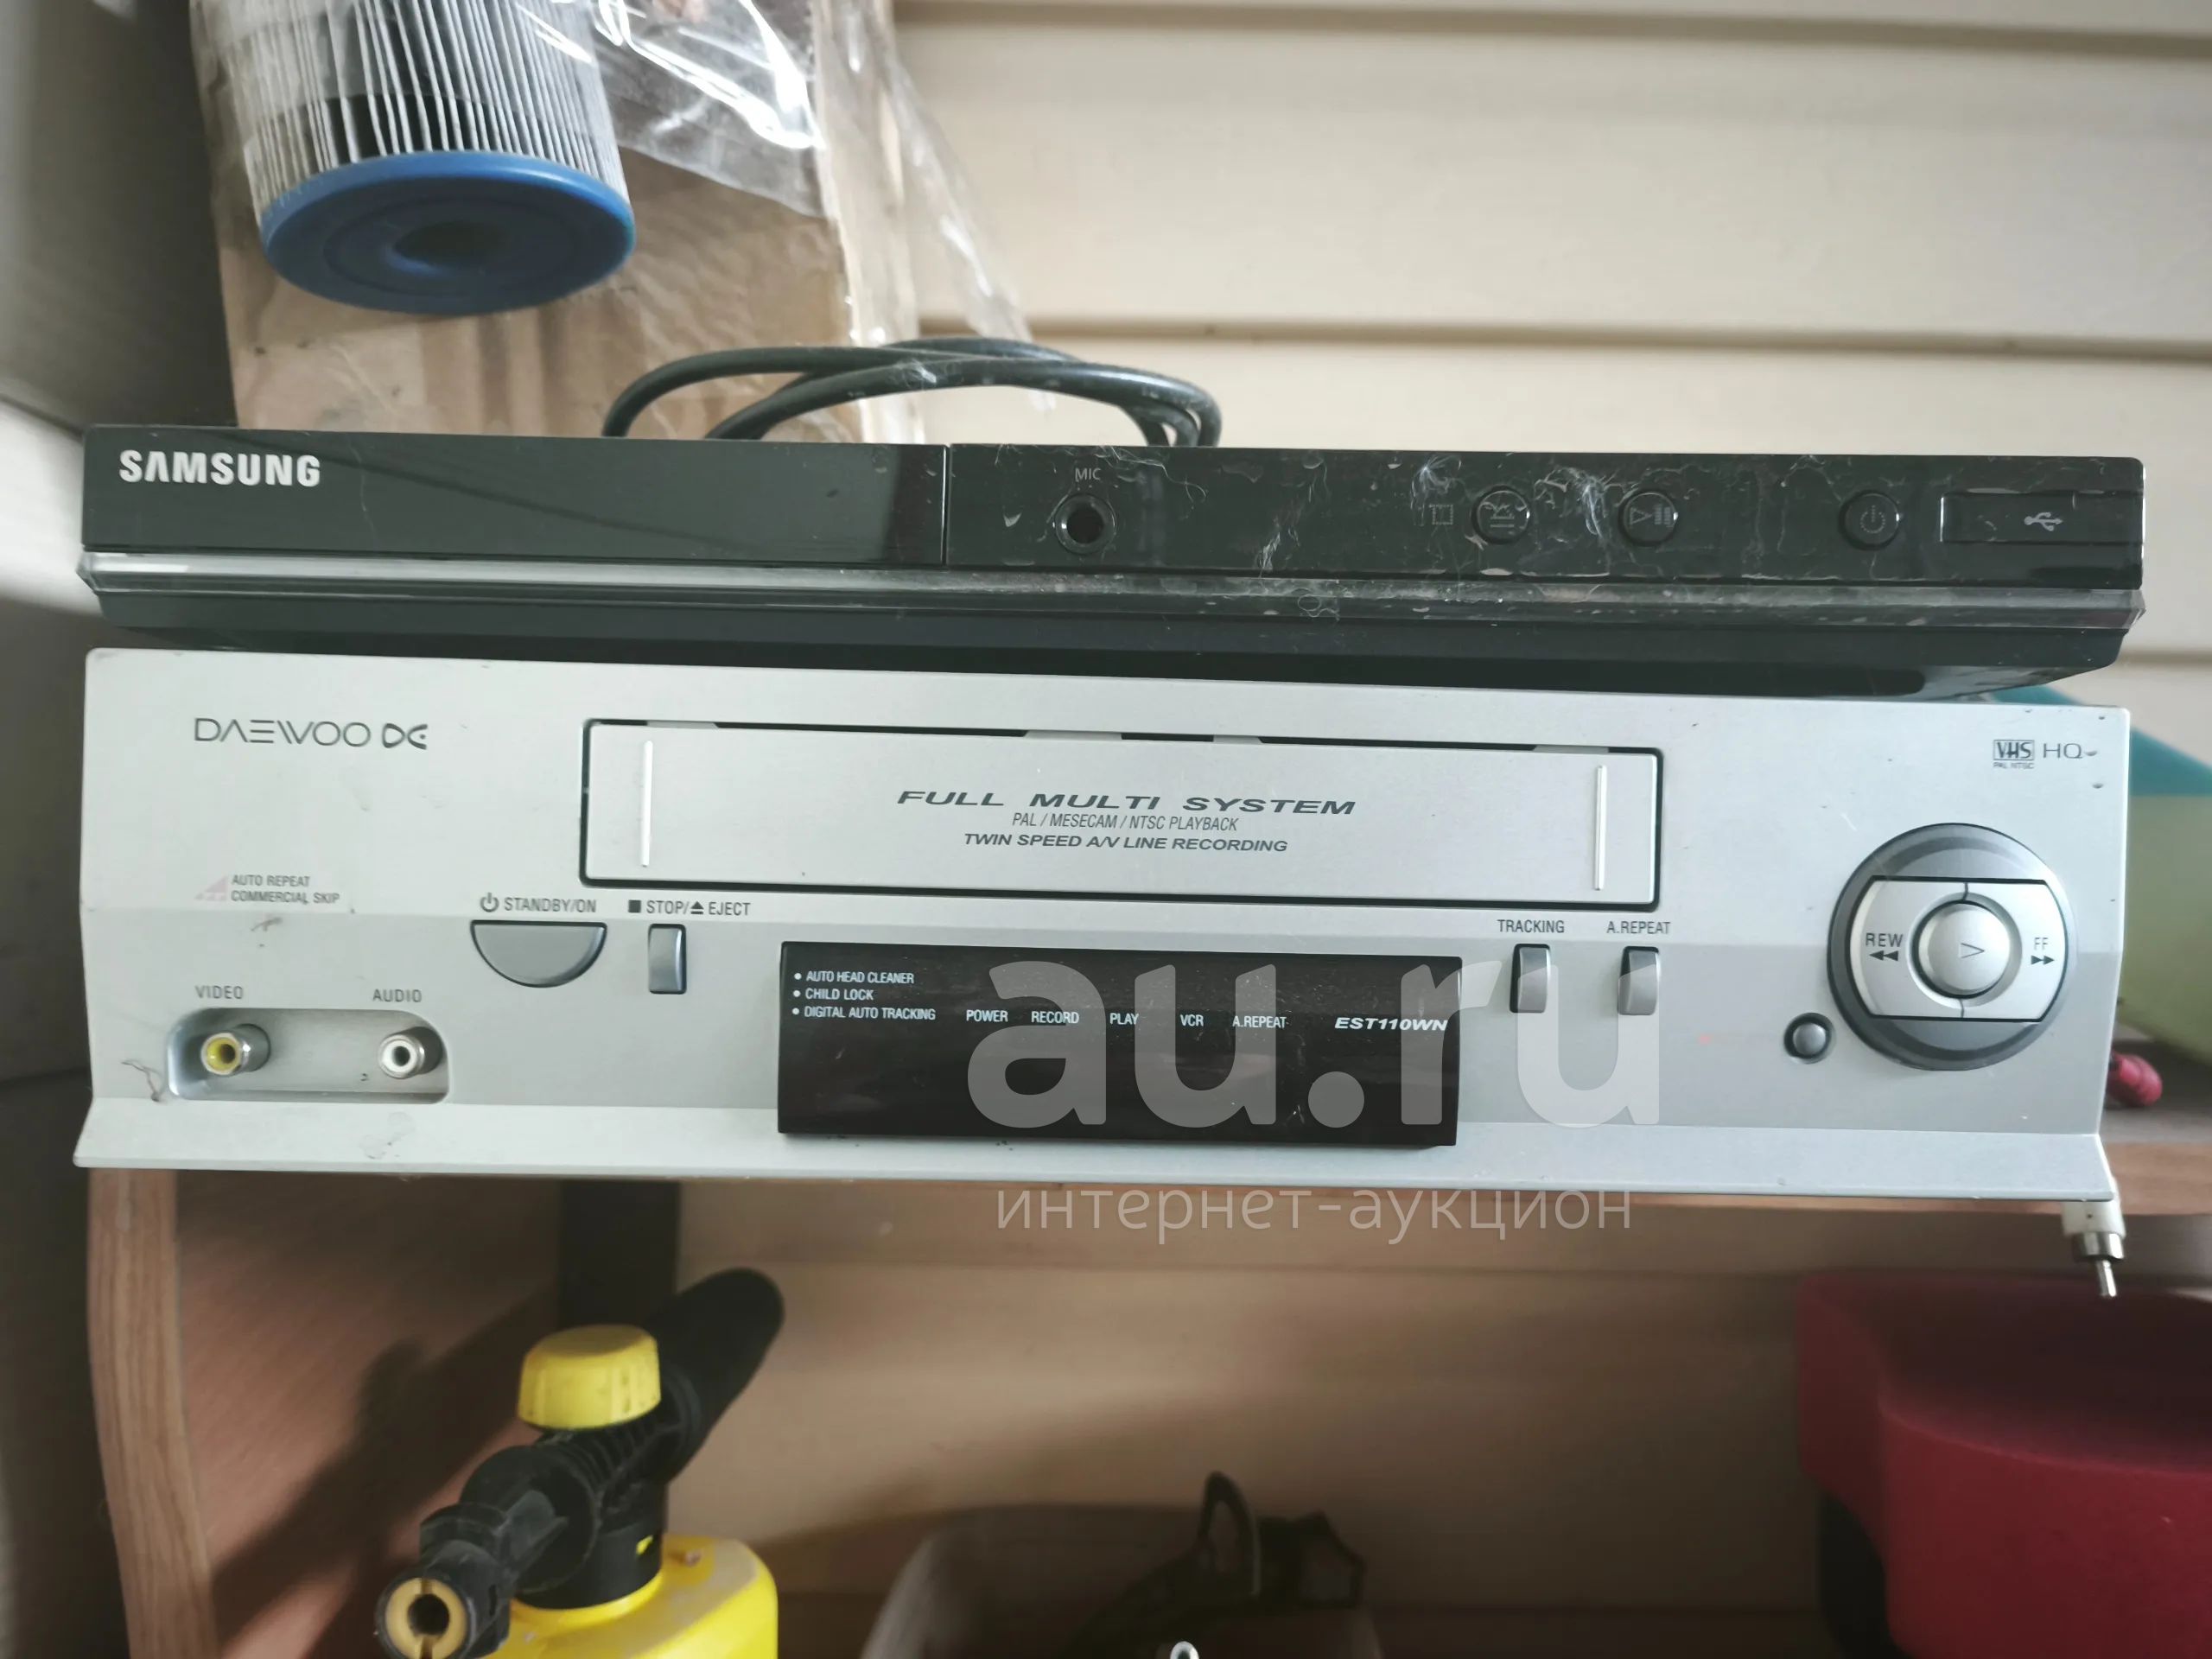 SAMSUNG
MIC
DAEWOO
VHS HQ
PAL NTSC
FULL MULTI SYSTEM
PAL / MESECAM / NTSC PLAYBACK
TWIN SPEED A/V LINE RECORDING
AUTO REPEAT
COMMERCIAL SKIP
STANDBY/ON
STOP/ EJECT
TRACKING
A.REPEAT
REW
FF
VIDEO
AUDIO
• AUTO HEAD CLEANER
• CHILD LOCK
• DIGITAL AUTO TRACKING
POWER RECORD PLAY VCR A.REPEAT EST110WN
au.ru
интернет-аукцион